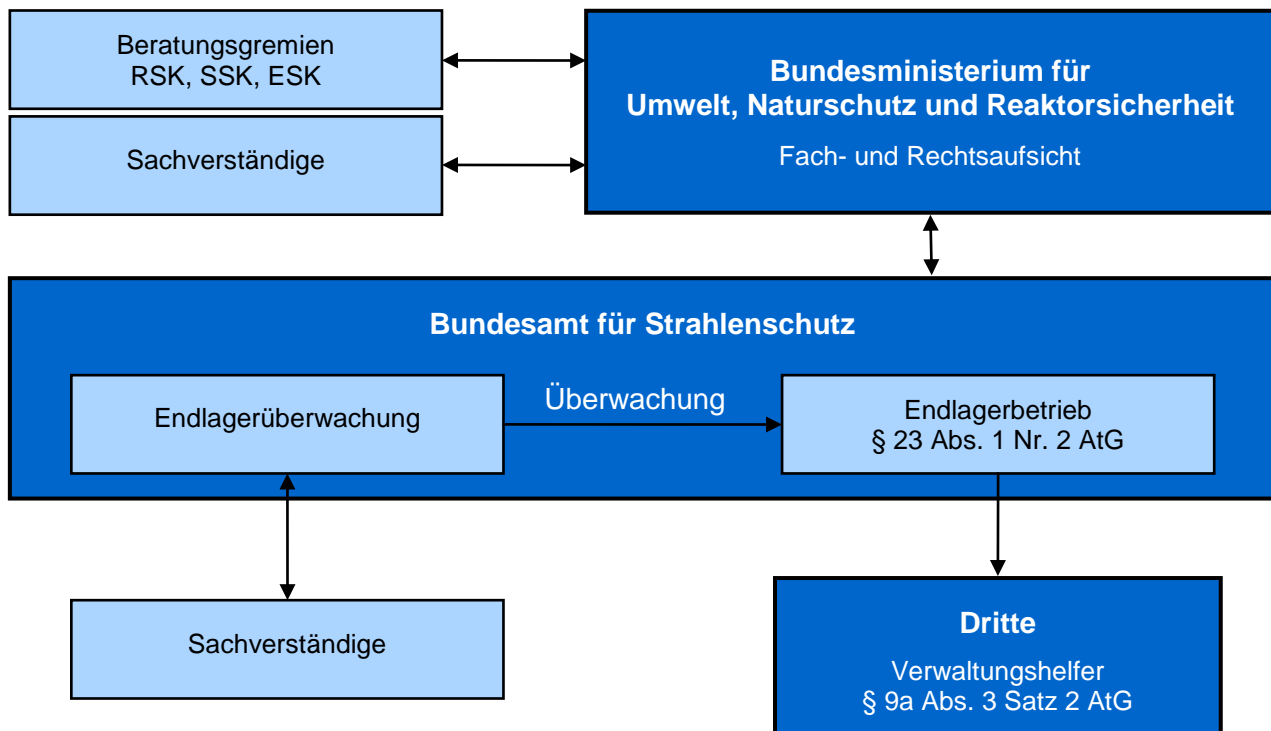 Beratungsgremien
RSK, SSK, ESK
Sachverständige
Bundesministerium für
Umwelt, Naturschutz und Reaktorsicherheit
Fach- und Rechtsaufsicht
Bundesamt für Strahlenschutz
Endlagerüberwachung
Überwachung
Endlagerbetrieb
§ 23 Abs. 1 Nr. 2 AtG
Sachverständige
Dritte
Verwaltungshelfer
§ 9a Abs. 3 Satz 2 AtG